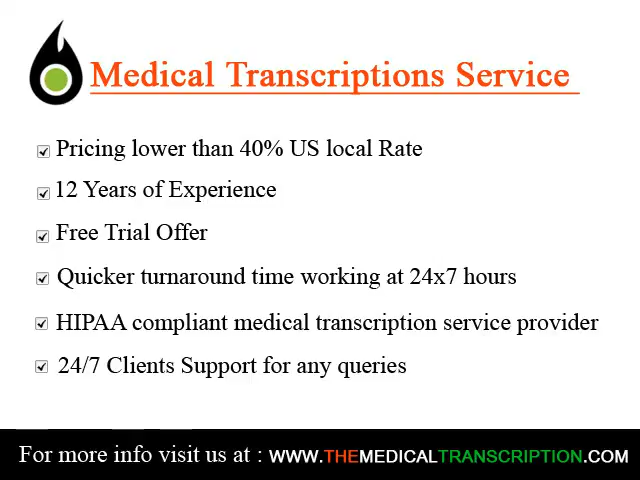 Medical Transcriptions Service
Pricing lower than 40% US local Rate
12 Years of Experience
Free Trial Offer
Quicker turnaround time working at 24x7 hours
HIPAA compliant medical transcription service provider
24/7 Clients Support for any queries
For more info visit us at : WWW.THEMEDICALTRANSCRIPTION.COM